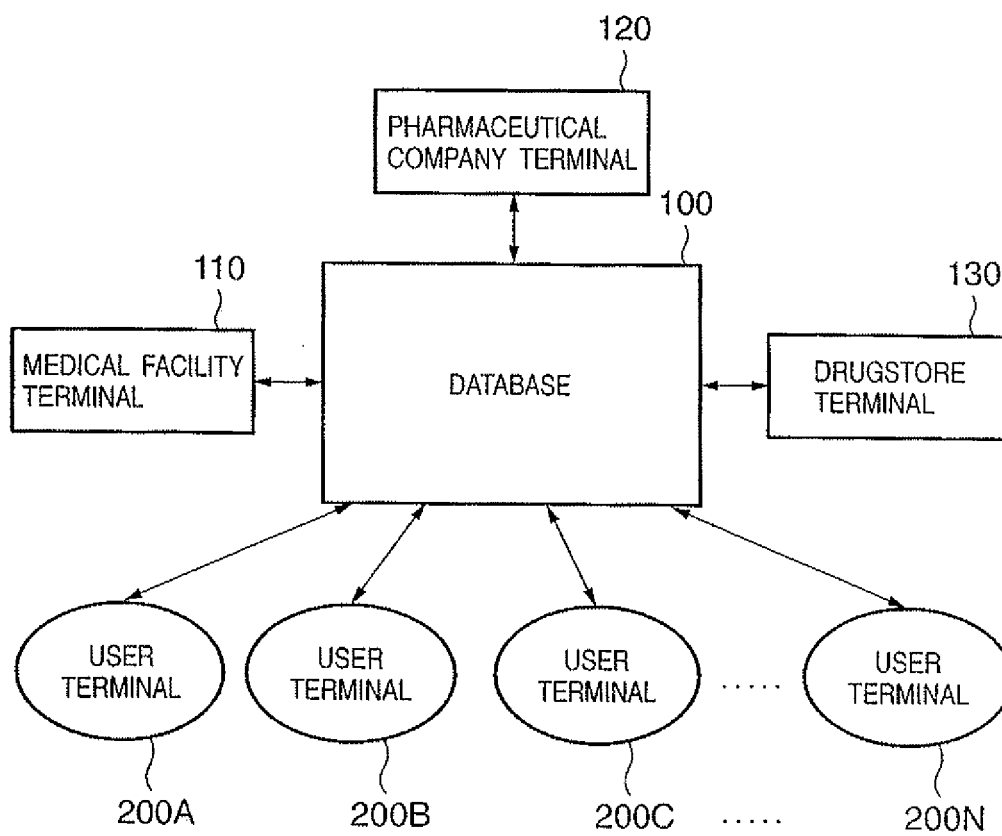 120
PHARMACEUTICAL
COMPANY TERMINAL
100
110
130
MEDICAL FACILITY
TERMINAL
DATABASE
DRUGSTORE
TERMINAL
USER
TERMINAL
USER
TERMINAL
USER
TERMINAL
.....
USER
TERMINAL
200A
200B
200C
.....
200N